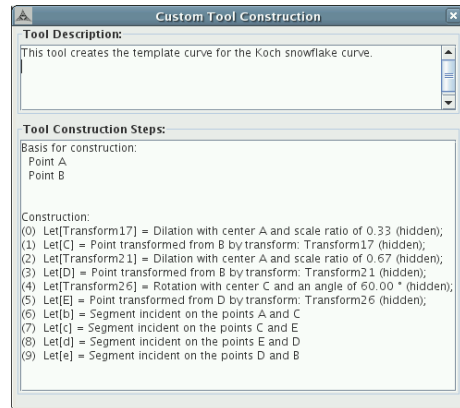 Custom Tool Construction
Tool Description:
This tool creates the template curve for the Koch snowflake curve.
Tool Construction Steps:
Basis for construction:
Point A
Point B
Construction:
(0) Let[Transform17] = Dilation with center A and scale ratio of 0.33 (hidden);
(1) Let[C] = Point transformed from B by transform: Transform17 (hidden);
(2) Let[Transform21] = Dilation with center A and scale ratio of 0.67 (hidden);
(3) Let[D] = Point transformed from B by transform: Transform21 (hidden);
(4) Let[Transform26] = Rotation with center C and an angle of 60.00 ° (hidden);
(5) Let[E] = Point transformed from D by transform: Transform26 (hidden);
(6) Let[b] = Segment incident on the points A and C
(7) Let[c] = Segment incident on the points C and E
(8) Let[d] = Segment incident on the points E and D
(9) Let[e] = Segment incident on the points D and B